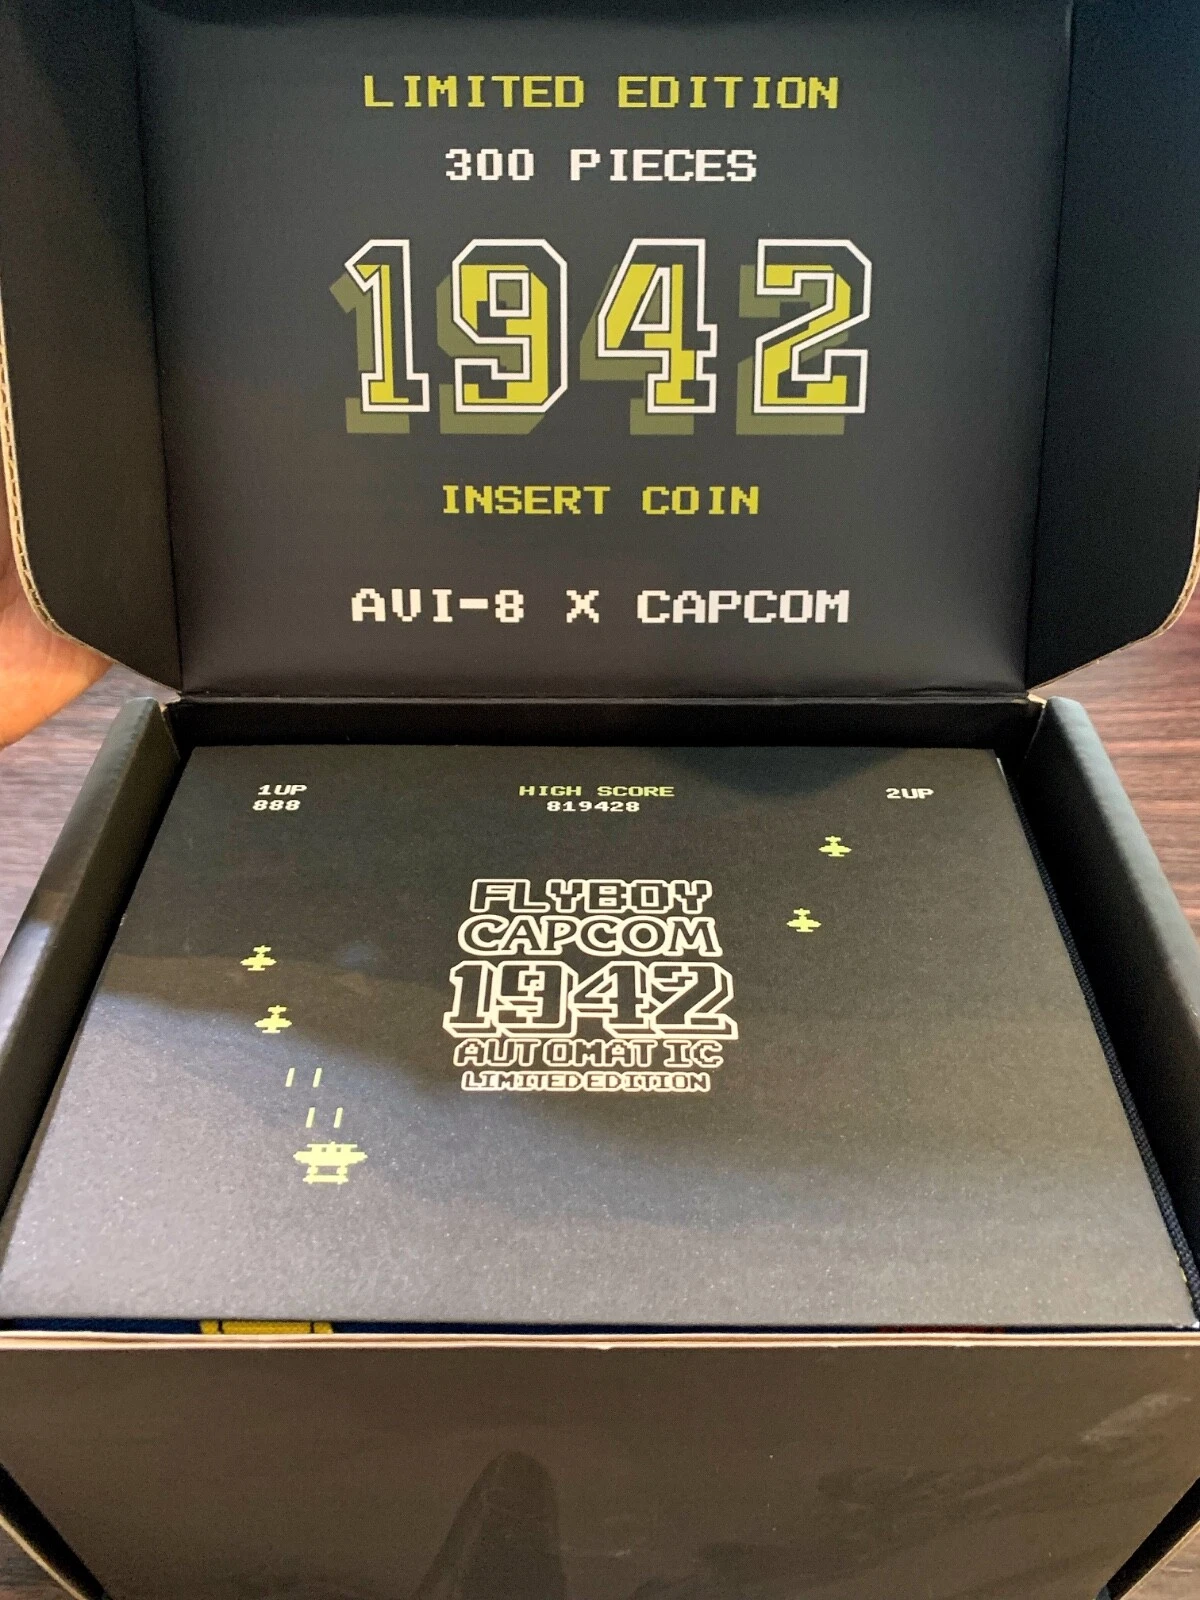 LIMITED EDITION
300 PIECES
1942
INSERT COIN
AVI-8 X CAPCOM
1UP
888
HIGH SCORE
819428
2UP
FLYBOY
CAPCOM
1942
AUTOMATIC
LIMITED EDITION